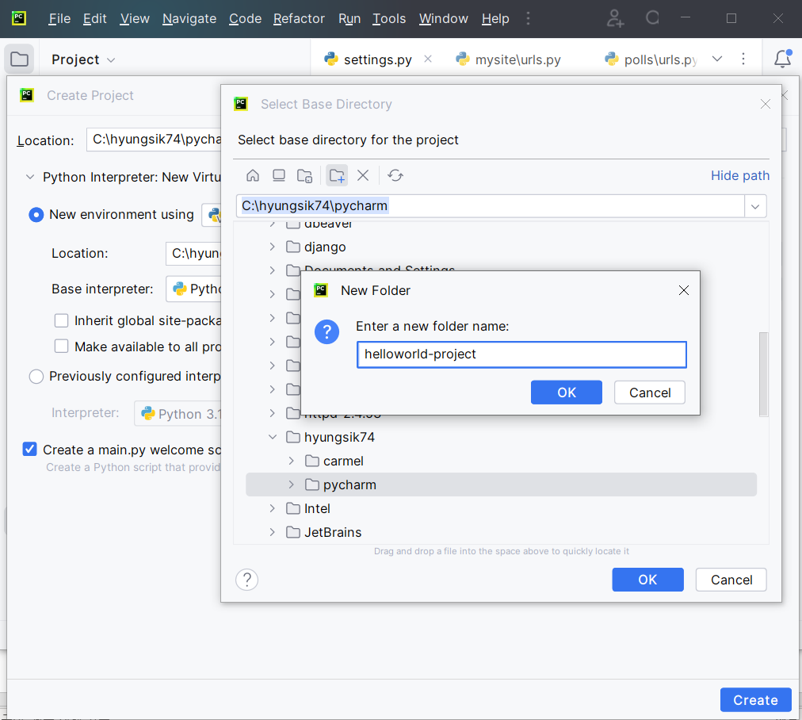 PC File Edit View Navigate Code Refactor Run Tools Window Help
Project settings.py mysite\urls.py polls\urls.py
PC Create Project
PC Select Base Directory
Location: C:\hyungsik74\pycha
Select base directory for the project
Python Interpreter: New Virtu
Hide path
New environment using
C:\hyungsik74\pycharm
dbeaver
Location: C:\hyun
django
Documents and Settings
Base interpreter: Pytho
PC New Folder
Inherit global site-packa
Enter a new folder name:
Make available to all pro
helloworld-project
Previously configured interp
OK Cancel
Interpreter: Python 3.1
hyungsik74
Create a main.py welcome sc
carmel
Create a Python script that provid
pycharm
Intel
JetBrains
Drag and drop a file into the space above to quickly locate it
? OK Cancel
Create